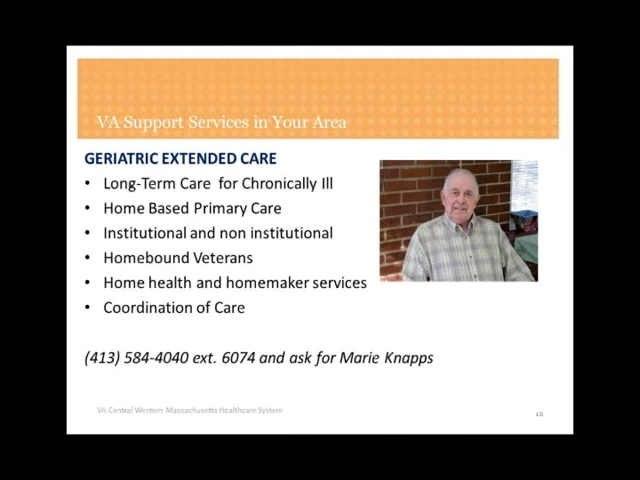 VA Support Services in Your Area
GERIATRIC EXTENDED CARE
• Long-Term Care for Chronically Ill
• Home Based Primary Care
• Institutional and non institutional
• Homebound Veterans
• Home health and homemaker services
• Coordination of Care
(413) 584-4040 ext. 6074 and ask for Marie Knapps
VA Central Western Massachusetts Healthcare System